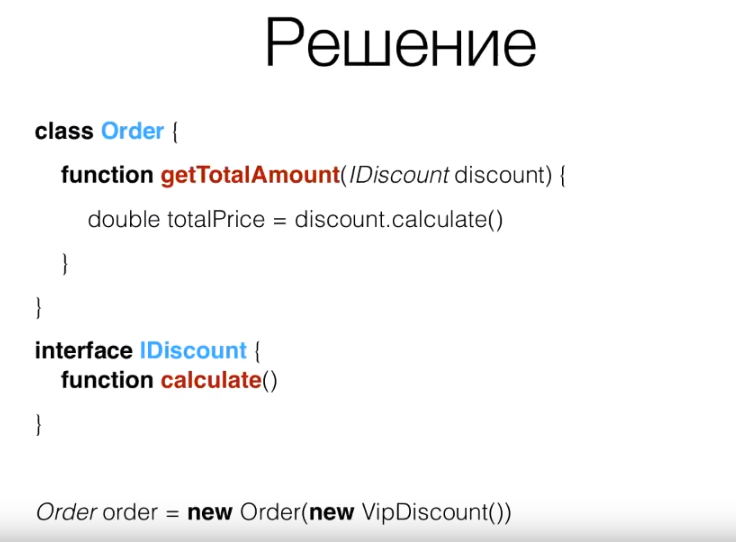 Решение
class Order {
function getTotalAmount(IDiscount discount) {
double totalPrice = discount.calculate()
}
}
interface IDiscount {
function calculate()
}
Order order = new Order(new VipDiscount())